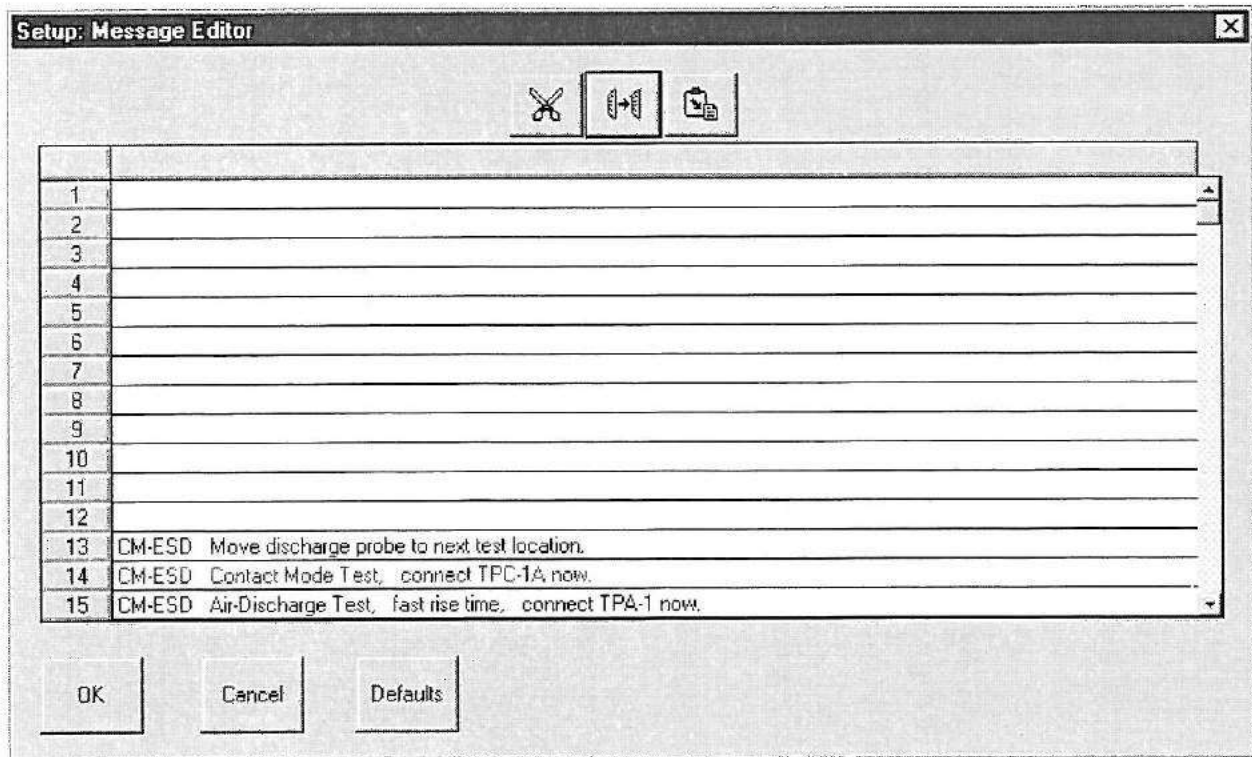 Setup: Message Editor
1
2
3
4
5
6
7
8
9
10
11
12
13 CM-ESD Move discharge probe to next test location.
14 CM-ESD Contact Mode Test, connect TPC-1A now.
15 CM-ESD Air-Discharge Test, fast rise time, connect TPA-1 now.
OK Cancel Defaults